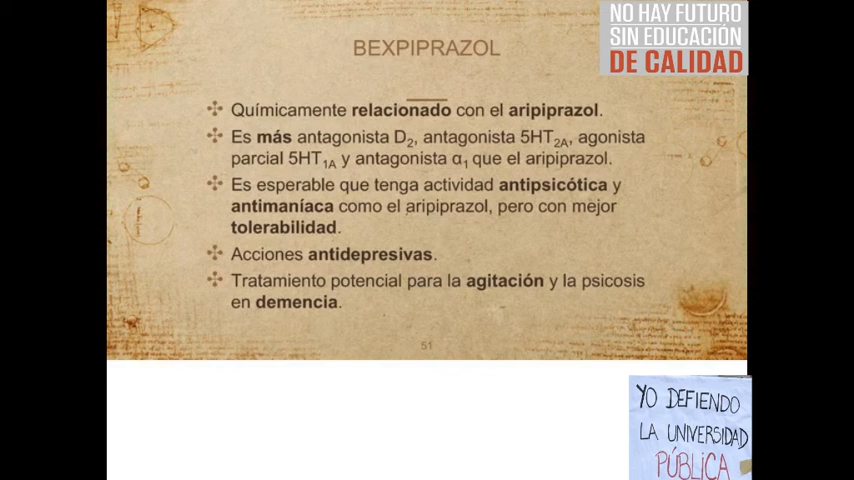 NO HAY FUTURO
SIN EDUCACIÓN
DE CALIDAD
BEXPIPRAZOL
Químicamente relacionado con el aripiprazol.
Es más antagonista D2, antagonista 5HT2A, agonista
parcial 5HT1A y antagonista α1 que el aripiprazol.
Es esperable que tenga actividad antipsicótica y
antimaníaca como el aripiprazol, pero con mejor
tolerabilidad.
Acciones antidepresivas.
Tratamiento potencial para la agitación y la psicosis
en demencia.
51
YO DEFIENDO
LA UNIVERSIDAD
PÚBLICA